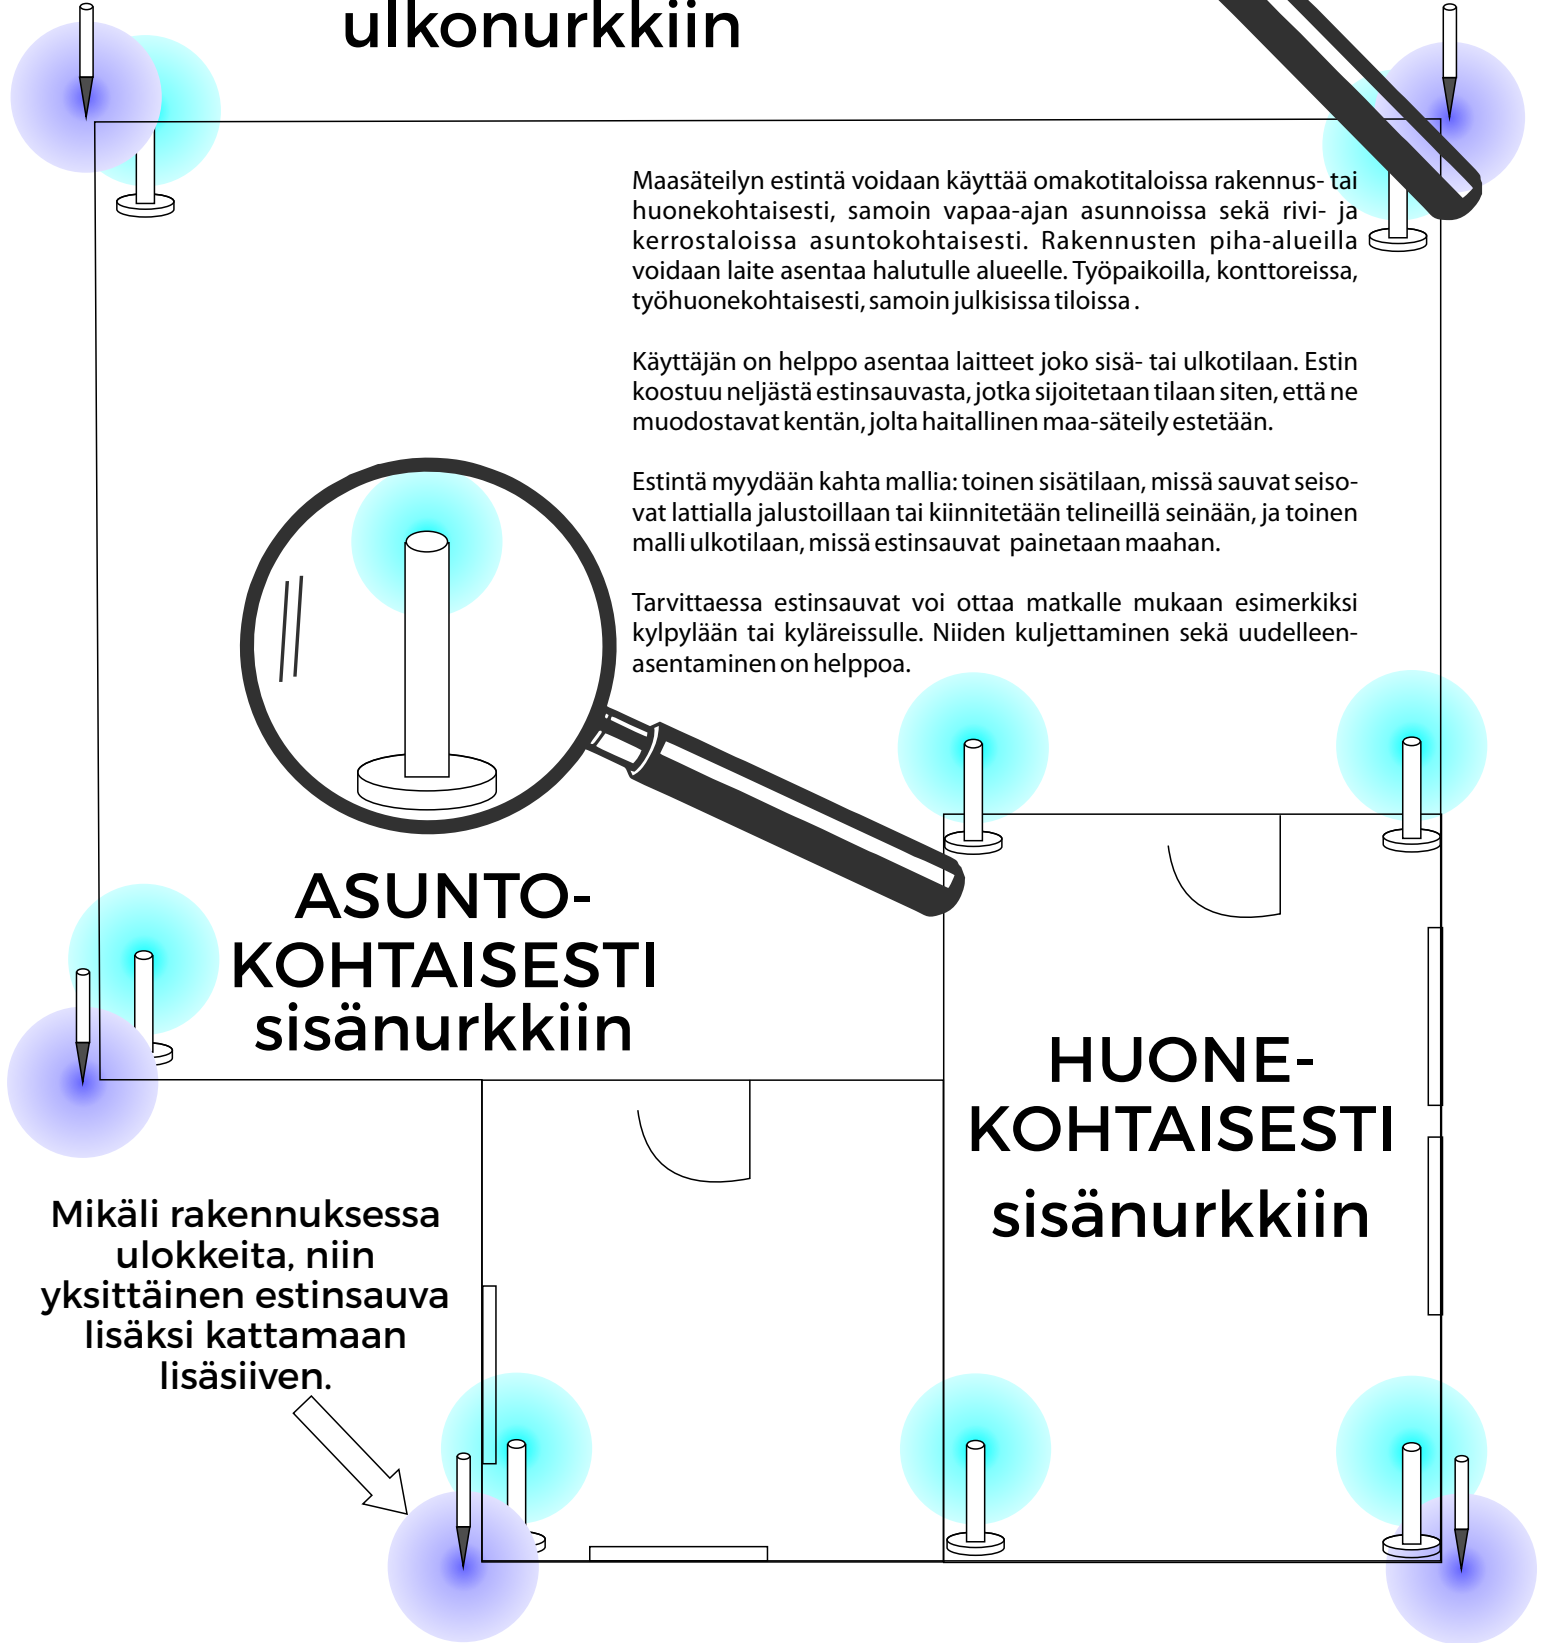 ulkonurkkiin
Maasäteilyn estintä voidaan käyttää omakotitaloissa rakennus- tai
huonekohtaisesti, samoin vapaa-ajan asunnoissa sekä rivi- ja
kerrostaloissa asuntokohtaisesti. Rakennusten piha-alueilla
voidaan laite asentaa halutulle alueelle. Työpaikoilla, konttoreissa,
työhuonekohtaisesti, samoin julkisissa tiloissa .
Käyttäjän on helppo asentaa laitteet joko sisä- tai ulkotilaan. Estin
koostuu neljästä estinsauvasta, jotka sijoitetaan tilaan siten, että ne
muodostavat kentän, jolta haitallinen maa-säteily estetään.
Estintä myydään kahta mallia: toinen sisätilaan, missä sauvat seiso-
vat lattialla jalustoillaan tai kiinnitetään telineillä seinään, ja toinen
malli ulkotilaan, missä estinsauvat painetaan maahan.
Tarvittaessa estinsauvat voi ottaa matkalle mukaan esimerkiksi
kylpylään tai kyläreissulle. Niiden kuljettaminen sekä uudelleen-
asentaminen on helppoa.
ASUNTO-
KOHTAISESTI
sisänurkkiin
HUONE-
KOHTAISESTI
sisänurkkiin
Mikäli rakennuksessa
ulokkeita, niin
yksittäinen estinsauva
lisäksi kattamaan
lisäsiiven.